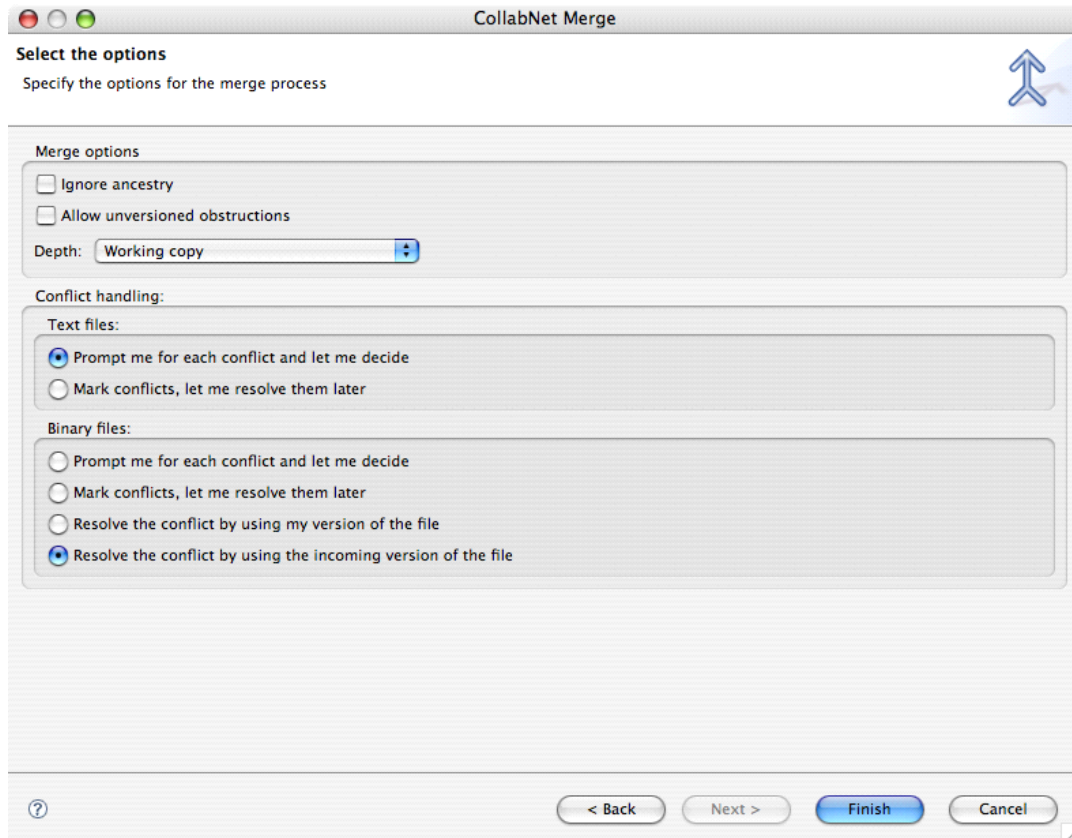 CollabNet Merge
Select the options
Specify the options for the merge process
Merge options
Ignore ancestry
Allow unversioned obstructions
Depth: Working copy
Conflict handling:
Text files:
Prompt me for each conflict and let me decide
Mark conflicts, let me resolve them later
Binary files:
Prompt me for each conflict and let me decide
Mark conflicts, let me resolve them later
Resolve the conflict by using my version of the file
Resolve the conflict by using the incoming version of the file
? < Back Next > Finish Cancel